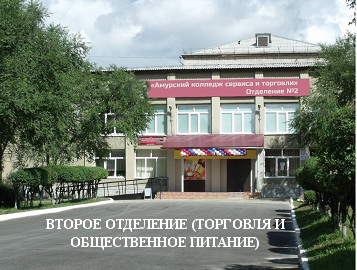 «Амурский колледж сервиса и торговли»
Отделение №2
ВТОРОЕ ОТДЕЛЕНИЕ (ТОРГОВЛЯ И
ОБЩЕСТВЕННОЕ ПИТАНИЕ)